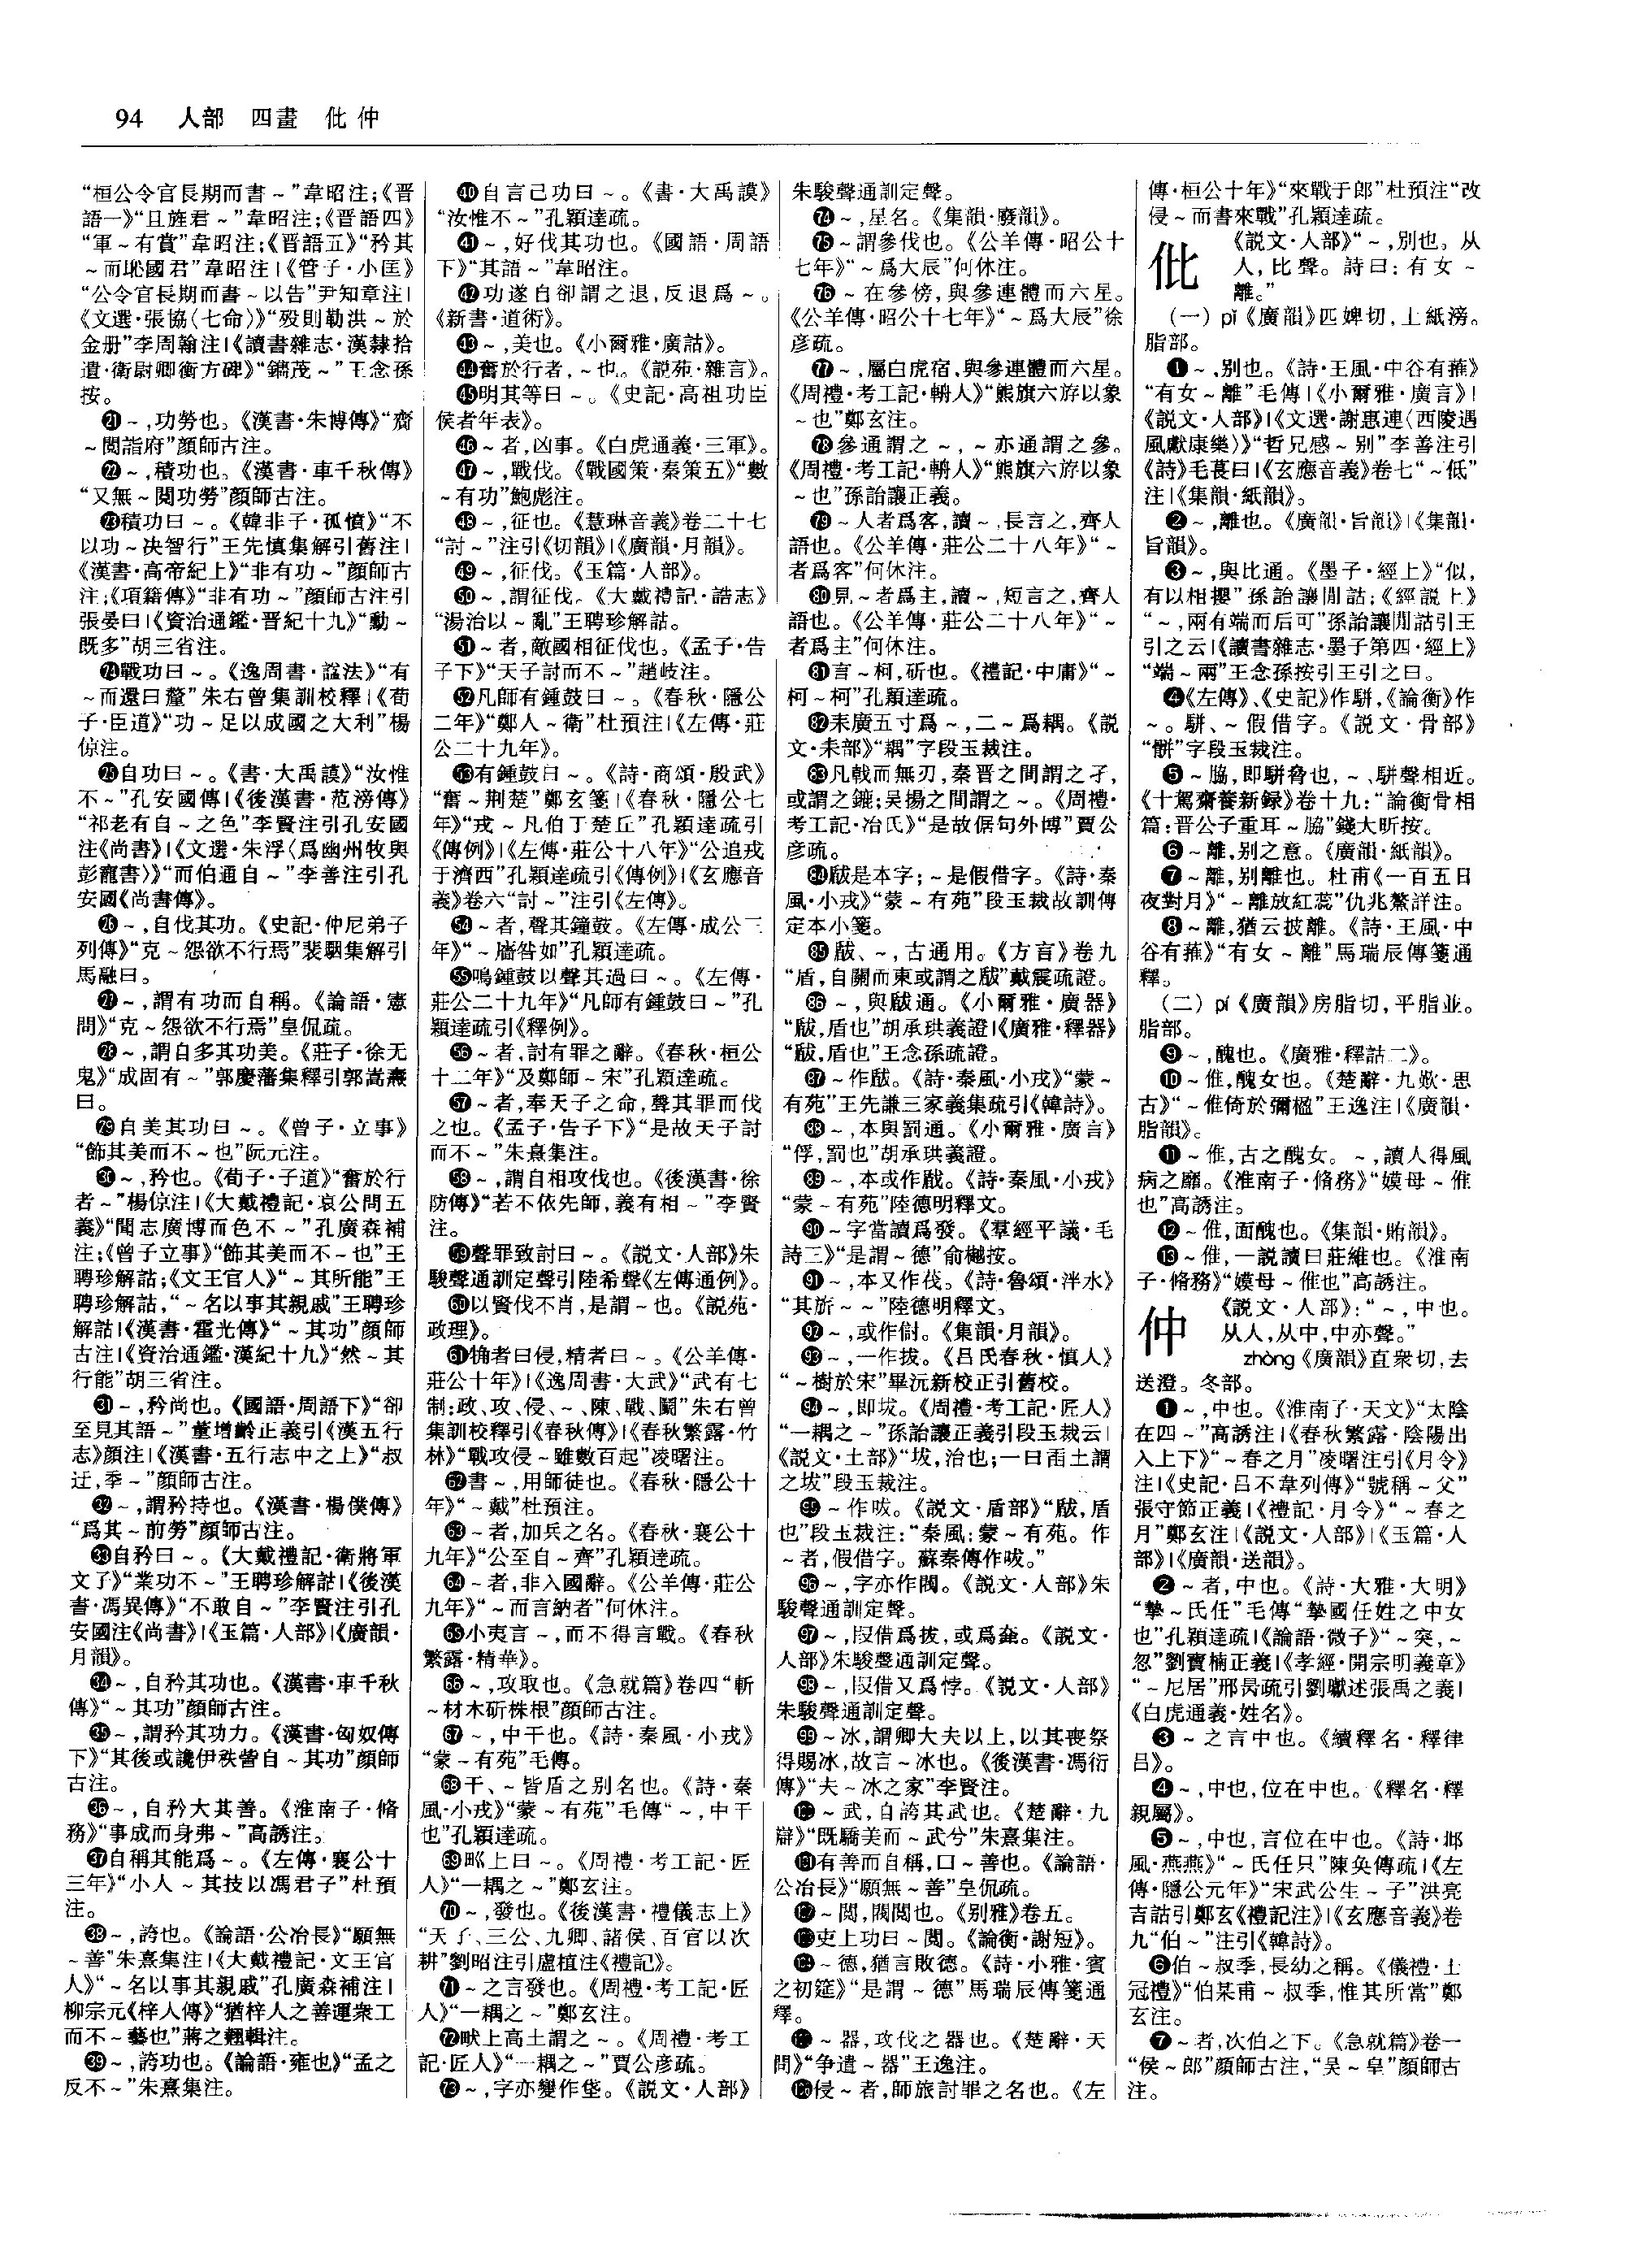 94 人部 四畫 仳 仲
“桓公令官長期而書～”韋昭注;《晋
語一》“且旌君～”韋昭注;《晋語四》
“軍～有賞”韋昭注;《晋語五》“矜其
～而耻國君”韋昭注|《管子·小匡》
“公令官長期而書～以告”尹知章注|
《文選·張協〈七命〉》“殁則勒洪～於
金册”李周翰注|《讀書雜志·漢隸拾
遺·衛尉卿衡方碑》“鐫茂～”王念孫
按。
㉑～,功勞也。《漢書·朱博傳》“齎
～閲詣府”顔師古注。
㉒～,積功也。《漢書·車千秋傳》
“又無～閲功勞”顔師古注。
㉓積功曰～。《韓非子·孤憤》“不
以功～决智行”王先慎集解引舊注|
《漢書·高帝紀上》“非有功～”顔師古
注;《項籍傳》“非有功～”顔師古注引
張晏曰|《資治通鑑·晋紀十九》“勳～
既多”胡三省注。
㉔戰功曰～。《逸周書·謚法》“有
～而還曰釐”朱右曾集訓校釋|《荀
子·臣道》“功～足以成國之大利”楊
倞注。
㉕自功曰～。《書·大禹謨》“汝惟
不～”孔安國傳|《後漢書·范滂傳》
“祁老有自～之色”李賢注引孔安國
注《尚書》|《文選·朱浮〈爲幽州牧與
彭寵書〉》“而伯通自～”李善注引孔
安國《尚書傳》。
㉖～,自伐其功。《史記·仲尼弟子
列傳》“克～怨欲不行焉”裴駰集解引
馬融曰。
㉗～,謂有功而自稱。《論語·憲
問》“克～怨欲不行焉”皇侃疏。
㉘～,謂自多其功美。《莊子·徐无
鬼》“成固有～”郭慶藩集釋引郭嵩燾
曰。
㉙自美其功曰～。《曾子·立事》
“飾其美而不～也”阮元注。
㉚～,矜也。《荀子·子道》“奮於行
者～”楊倞注|《大戴禮記·哀公問五
義》“聞志廣博而色不～”孔廣森補
注;《曾子立事》“飾其美而不～也”王
聘珍解詁;《文王官人》“～其所能”王
聘珍解詁,“～名以事其親戚”王聘珍
解詁|《漢書·霍光傳》“～其功”顔師
古注|《資治通鑑·漢紀十九》“然～其
行能”胡三省注。
㉛～,矜尚也。《國語·周語下》“卻
至見其語～”董增齡正義引《漢五行
志》顔注|《漢書·五行志中之上》“叔
迂,季～”顔師古注。
㉜～,謂矜持也。《漢書·楊僕傳》
“爲其～前勞”顔師古注。
㉝自矜曰～。《大戴禮記·衛將軍
文子》“業功不～”王聘珍解詁|《後漢
書·馮異傳》“不敢自～”李賢注引孔
安國注《尚書》|《玉篇·人部》|《廣韻·
月韻》。
㉞～,自矜其功也。《漢書·車千秋
傳》“～其功”顔師古注。
㉟～,謂矜其功力。《漢書·匈奴傳
下》“其後或讒伊秩訾自～其功”顔師
古注。
㊱～,自矜大其善。《淮南子·脩
務》“事成而身弗～”高誘注。
㊲自稱其能爲～。《左傳·襄公十
三年》“小人～其技以馮君子”杜預
注。
㊳～,誇也。《論語·公冶長》“願無
～善”朱熹集注|《大戴禮記·文王官
人》“～名以事其親戚”孔廣森補注|
柳宗元《梓人傳》“猶梓人之善運衆工
而不～藝也”蔣之翹輯注。
㊴～,誇功也。《論語·雍也》“孟之
反不～”朱熹集注。
㊵自言己功曰～。《書·大禹謨》
“汝惟不～”孔穎達疏。
㊶～,好伐其功也。《國語·周語
下》“其語～”韋昭注。
㊷功遂自卻謂之退,反退爲～。
《新書·道術》。
㊸～,美也。《小爾雅·廣詁》。
㊹奮於行者,～也。《説苑·雜言》。
㊺明其等曰～。《史記·高祖功臣
侯者年表》。
㊻～者,凶事。《白虎通義·三軍》。
㊼～,戰伐。《戰國策·秦策五》“數
～有功”鮑彪注。
㊽～,征也。《慧琳音義》卷二十七
“討～”注引《切韻》|《廣韻·月韻》。
㊾～,征伐。《玉篇·人部》。
㊿～,謂征伐。《大戴禮記·誥志》
“湯治以～亂”王聘珍解詁。
51～者,敵國相征伐也。《孟子·告
子下》“天子討而不～”趙岐注。
52凡師有鍾鼓曰～。《春秋·隱公
二年》“鄭人～衛”杜預注|《左傳·莊
公二十九年》。
53有鍾鼓曰～。《詩·商頌·殷武》
“奮～荆楚”鄭玄箋|《春秋·隱公七
年》“戎～凡伯于楚丘”孔穎達疏引
《傳例》|《左傳·莊公十八年》“公追戎
于濟西”孔穎達疏引《傳例》|《玄應音
義》卷六“討～”注引《左傳》。
54～者,聲其鍾鼓。《左傳·成公三
年》“～廧咎如”孔穎達疏。
55鳴鍾鼓以聲其過曰～。《左傳·
莊公二十九年》“凡師有鍾鼓曰～”孔
穎達疏引《釋例》。
56～者,討有罪之辭。《春秋·桓公
十二年》“及鄭師～宋”孔穎達疏。
57～者,奉天子之命,聲其罪而伐
之也。《孟子·告子下》“是故天子討
而不～”朱熹集注。
58～,謂自相攻伐也。《後漢書·徐
防傳》“若不依先師,義有相～”李賢
注。
59聲罪致討曰～。《説文·人部》朱
駿聲通訓定聲引陸希聲《左傳通例》。
60以賢伐不肖,是謂～也。《説苑·
政理》。
61觕者曰侵,精者曰～。《公羊傳·
莊公十年》|《逸周書·大武》“武有七
制:政、攻、侵、～、陳、戰、鬭”朱右曾
集訓校釋引《春秋傳》|《春秋繁露·竹
林》“戰攻侵～雖數百起”凌曙注。
62書～,用師徒也。《春秋·隱公十
年》“～戴”杜預注。
63～者,加兵之名。《春秋·襄公十
九年》“公至自～齊”孔穎達疏。
64～者,非入國辭。《公羊傳·莊公
九年》“～而言納者”何休注。
65小夷言～,而不得言戰。《春秋
繁露·精華》。
66～,攻取也。《急就篇》卷四“斬
～材木斫株根”顔師古注。
67～,中干也。《詩·秦風·小戎》
“蒙～有苑”毛傳。
68干、～皆盾之别名也。《詩·秦
風·小戎》“蒙～有苑”毛傳“～,中干
也”孔穎達疏。
69甽上曰～。《周禮·考工記·匠
人》“一耦之～”鄭玄注。
70～,發也。《後漢書·禮儀志上》
“天子、三公、九卿、諸侯、百官以次
耕”劉昭注引盧植注《禮記》。
71～之言發也。《周禮·考工記·匠
人》“一耦之～”鄭玄注。
72畎上高土謂之～。《周禮·考工
記·匠人》“一耦之～”賈公彦疏。
73～,字亦變作垡。《説文·人部》
朱駿聲通訓定聲。
74～,星名。《集韻·廢韻》。
75～謂參伐也。《公羊傳·昭公十
七年》“～爲大辰”何休注。
76～在參傍,與參連體而六星。
《公羊傳·昭公十七年》“～爲大辰”徐
彦疏。
77～,屬白虎宿,與參連體而六星。
《周禮·考工記·輈人》“熊旗六斿以象
～也”鄭玄注。
78參通謂之～,～亦通謂之參。
《周禮·考工記·輈人》“熊旗六斿以象
～也”孫詒讓正義。
79～人者爲客,讀～,長言之,齊人
語也。《公羊傳·莊公二十八年》“～
者爲客”何休注。
80見～者爲主,讀～,短言之,齊人
語也。《公羊傳·莊公二十八年》“～
者爲主”何休注。
81言～柯,斫也。《禮記·中庸》“～
柯～柯”孔穎達疏。
82耒廣五寸爲～,二～爲耦。《説
文·耒部》“耦”字段玉裁注。
83凡戟而無刃,秦晋之間謂之孑,
或謂之鏔;吴揚之間謂之～。《周禮·
考工記·冶氏》“是故倨句外博”賈公
彦疏。
84瞂是本字;～是假借字。《詩·秦
風·小戎》“蒙～有苑”段玉裁故訓傳
定本小箋。
85瞂、～,古通用。《方言》卷九
“盾,自關而東或謂之瞂”戴震疏證。
86～,與瞂通。《小爾雅·廣器》
“瞂,盾也”胡承珙義證|《廣雅·釋器》
“瞂,盾也”王念孫疏證。
87～作瞂。《詩·秦風·小戎》“蒙～
有苑”王先謙三家義集疏引《韓詩》。
88～,本與罰通。《小爾雅·廣言》
“俘,罰也”胡承珙義證。
89～,本或作戟。《詩·秦風·小戎》
“蒙～有苑”陸德明釋文。
90～字當讀爲發。《羣經平議·毛
詩三》“是謂～德”俞樾按。
91～,本又作茷。《詩·魯頌·泮水》
“其旂～～”陸德明釋文。
92～,或作傠。《集韻·月韻》。
93～,一作拔。《吕氏春秋·慎人》
“～樹於宋”畢沅新校正引舊校。
94～,即坺。《周禮·考工記·匠人》
“一耦之～”孫詒讓正義引段玉裁云|
《説文·土部》“坺,治也;一曰臿土謂
之坺”段玉裁注。
95～作瞂。《説文·盾部》“瞂,盾
也”段玉裁注:“秦風:蒙～有苑。作
～者,假借字。蘇秦傳作瞂。”
96～,字亦作閥。《説文·人部》朱
駿聲通訓定聲。
97～,叚借爲拔,或爲壅。《説文·
人部》朱駿聲通訓定聲。
98～,叚借又爲悖。《説文·人部》
朱駿聲通訓定聲。
99～冰,謂卿大夫以上,以其喪祭
得賜冰,故言～冰也。《後漢書·馮衍
傳》“夫～冰之家”李賢注。
100～武,自誇其武也。《楚辭·九
辯》“既驕美而～武兮”朱熹集注。
101有善而自稱,曰～善也。《論語·
公冶長》“願無～善”皇侃疏。
102～閲,閥閲也。《别雅》卷五。
103吏上功曰～閲。《論衡·謝短》。
104～德,猶言敗德。《詩·小雅·賓
之初筵》“是謂～德”馬瑞辰傳箋通
釋。
105～器,攻伐之器也。《楚辭·天
問》“争遣～器”王逸注。
106侵～者,師旅討罪之名也。《左
傳·桓公十年》“來戰于郎”杜預注“改
侵～而書來戰”孔穎達疏。
仳
《説文·人部》“～,别也。从
人,比聲。詩曰:有女～
離。”
(一)pǐ《廣韻》匹婢切,上紙滂。
脂部。
❶～,别也。《詩·王風·中谷有蓷》
“有女～離”毛傳|《小爾雅·廣言》|
《説文·人部》|《文選·謝惠連〈西陵遇
風獻康樂〉》“哲兄感～别”李善注引
《詩》毛萇曰|《玄應音義》卷七“～低”
注|《集韻·紙韻》。
❷～,離也。《廣韻·旨韻》|《集韻·
旨韻》。
❸～,與比通。《墨子·經上》“似,
有以相攖”孫詒讓閒詁;《經説上》
“～,兩有端而后可”孫詒讓閒詁引王
引之云|《讀書雜志·墨子第四·經上》
“端～兩”王念孫按引王引之曰。
❹《左傳》、《史記》作駢,《論衡》作
～。駢、～假借字。《説文·骨部》
“骿”字段玉裁注。
❺～脇,即駢脅也,～、駢聲相近。
《十駕齋養新録》卷十九:“論衡骨相
篇:晋公子重耳～脇”錢大昕按。
❻～離,别之意。《廣韻·紙韻》。
❼～離,别離也。杜甫《一百五日
夜對月》“～離放紅蕊”仇兆鰲詳注。
❽～離,猶云披離。《詩·王風·中
谷有蓷》“有女～離”馬瑞辰傳箋通
釋。
(二)pí《廣韻》房脂切,平脂並。
脂部。
❾～,醜也。《廣雅·釋詁二》。
❿～倠,醜女也。《楚辭·九歎·思
古》“～倠倚於彌楹”王逸注|《廣韻·
脂韻》。
⓫～倠,古之醜女。～,讀人得風
病之靡。《淮南子·脩務》“嫫母～倠
也”高誘注。
⓬～倠,面醜也。《集韻·賄韻》。
⓭～倠,一説讀曰莊維也。《淮南
子·脩務》“嫫母～倠也”高誘注。
仲
《説文·人部》:“～,中也。
从人,从中,中亦聲。”
zhòng《廣韻》直衆切,去
送澄。冬部。
❶～,中也。《淮南子·天文》“太陰
在四～”高誘注|《春秋繁露·陰陽出
入上下》“～春之月”凌曙注引《月令》
注|《史記·吕不韋列傳》“號稱～父”
張守節正義|《禮記·月令》“～春之
月”鄭玄注|《説文·人部》|《玉篇·人
部》|《廣韻·送韻》。
❷～者,中也。《詩·大雅·大明》
“摯～氏任”毛傳“摯國任姓之中女
也”孔穎達疏|《論語·微子》“～突,～
忽”劉寶楠正義|《孝經·開宗明義章》
“～尼居”邢昺疏引劉瓛述張禹之義|
《白虎通義·姓名》。
❸～之言中也。《續釋名·釋律
吕》。
❹～,中也,位在中也。《釋名·釋
親屬》。
❺～,中也,言位在中也。《詩·邶
風·燕燕》“～氏任只”陳奂傳疏|《左
傳·隱公元年》“宋武公生～子”洪亮
吉詁引鄭玄《禮記注》|《玄應音義》卷
九“伯～”注引《韓詩》。
❻伯～叔季,長幼之稱。《儀禮·士
冠禮》“伯某甫～叔季,惟其所當”鄭
玄注。
❼～者,次伯之下。《急就篇》卷一
“侯～郎”顔師古注,“吴～皇”顔師古
注。